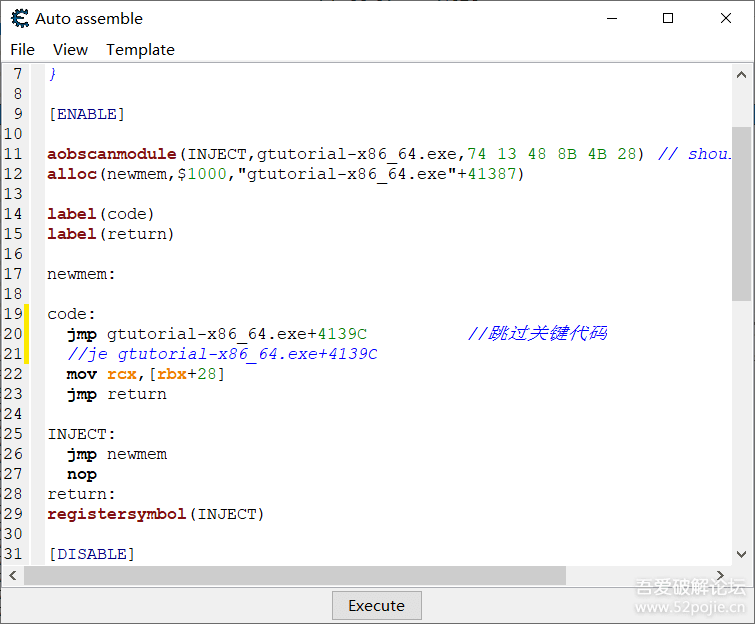 Auto assemble
File View Template
7 }
8
9 [ENABLE]
10
11 aobscanmodule(INJECT,gtutorial-x86_64.exe,74 13 48 8B 4B 28) // shou
12 alloc(newmem,$1000,"gtutorial-x86_64.exe"+41387)
13
14 label(code)
15 label(return)
16
17 newmem:
18
19 code:
20 jmp gtutorial-x86_64.exe+4139C //跳过关键代码
21 //je gtutorial-x86_64.exe+4139C
22 mov rcx,[rbx+28]
23 jmp return
24
25 INJECT:
26 jmp newmem
27 nop
28 return:
29 registersymbol(INJECT)
30
31 [DISABLE]
Execute
吾爱破解论坛
www.52pojie.cn